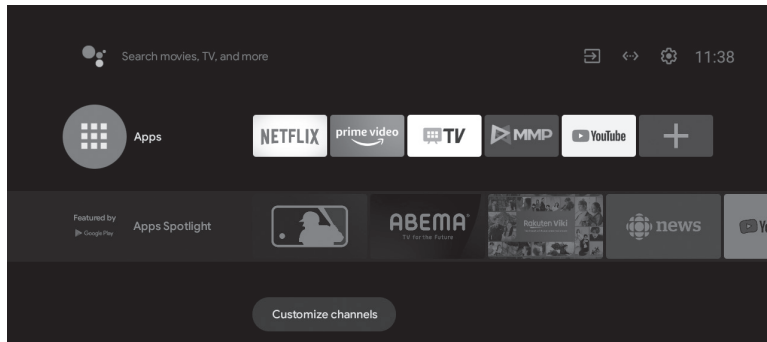 Search movies, TV, and more
11:38
Apps
NETFLIX
prime video
TV
MMP
YouTube
Featured by
Google Play
Apps Spotlight
ABEMA
TV for the Future
Rakuten Viki
news
Customize channels